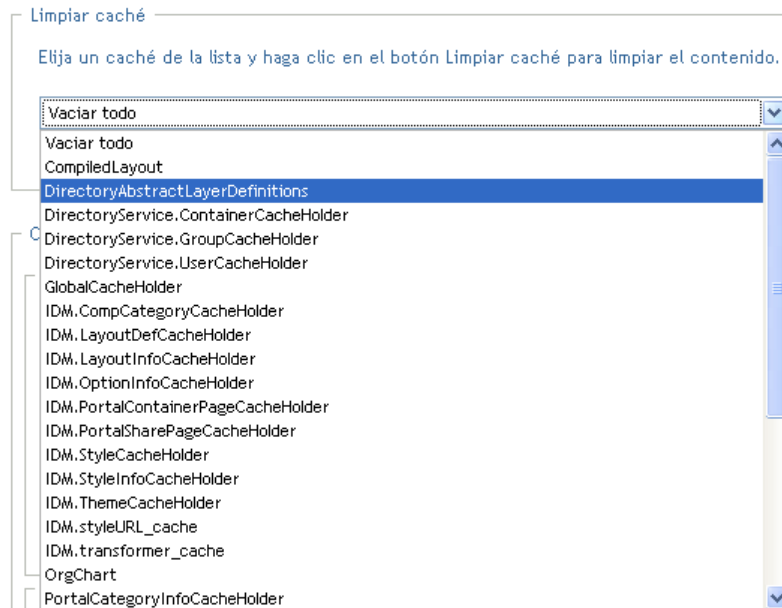 Limpiar caché
Elija un caché de la lista y haga clic en el botón Limpiar caché para limpiar el contenido.
Vaciar todo
Vaciar todo
CompiledLayout
DirectoryAbstractLayerDefinitions
DirectoryService.ContainerCacheHolder
DirectoryService.GroupCacheHolder
DirectoryService.UserCacheHolder
GlobalCacheHolder
IDM.CompCategoryCacheHolder
IDM.LayoutDefCacheHolder
IDM.LayoutInfoCacheHolder
IDM.OptionInfoCacheHolder
IDM.PortalContainerPageCacheHolder
IDM.PortalSharePageCacheHolder
IDM.StyleCacheHolder
IDM.StyleInfoCacheHolder
IDM.ThemeCacheHolder
IDM.styleURL_cache
IDM.transformer_cache
OrgChart
PortalCategoryInfoCacheHolder